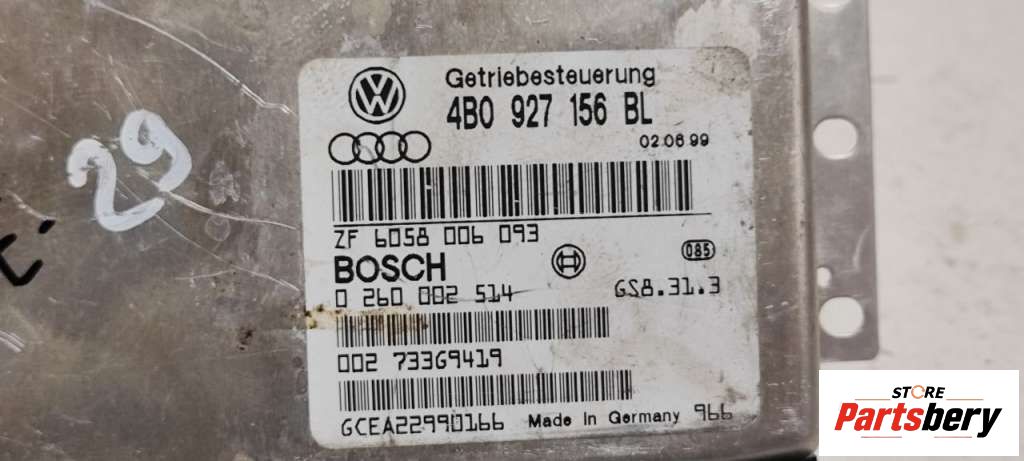 Getriebesteuerung
4B0 927 156 BL
02.06.99
ZF 6058 006 093
BOSCH
085
0 260 002 514
GS8.31.3
002 733G9419
GCEA22990166 Made in Germany 966
29
STORE
Partsbery